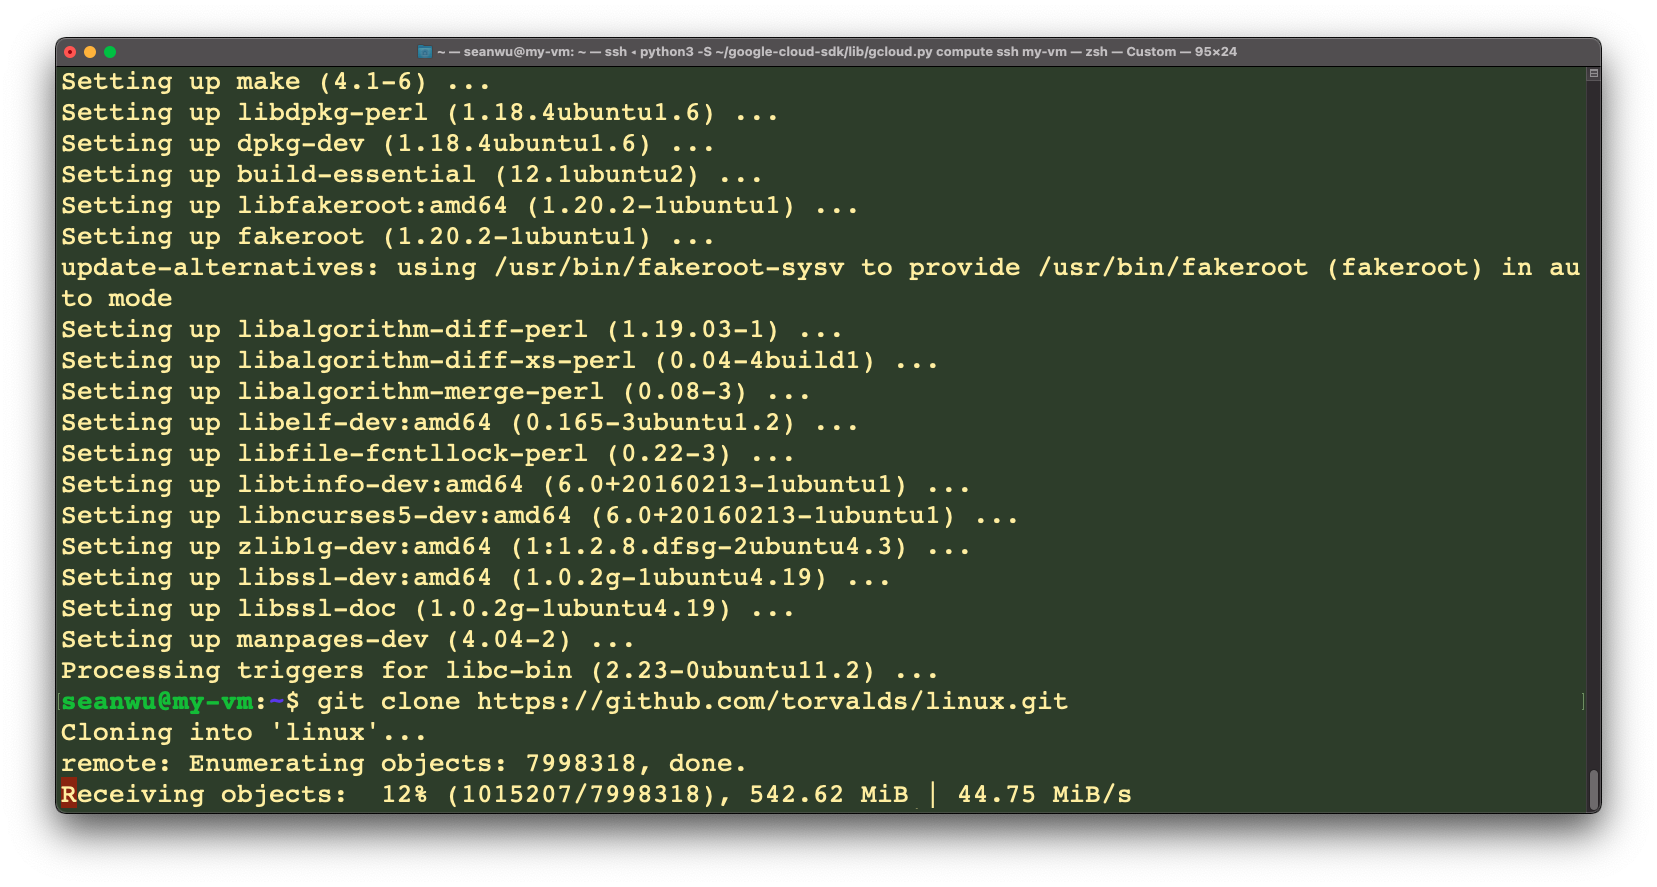 ~ — seanwu@my-vm: ~ — ssh ◂ python3 -S ~/google-cloud-sdk/lib/gcloud.py compute ssh my-vm — zsh — Custom — 95×24
Setting up make (4.1-6) ...
Setting up libdpkg-perl (1.18.4ubuntu1.6) ...
Setting up dpkg-dev (1.18.4ubuntu1.6) ...
Setting up build-essential (12.1ubuntu2) ...
Setting up libfakeroot:amd64 (1.20.2-1ubuntu1) ...
Setting up fakeroot (1.20.2-1ubuntu1) ...
update-alternatives: using /usr/bin/fakeroot-sysv to provide /usr/bin/fakeroot (fakeroot) in au
to mode
Setting up libalgorithm-diff-perl (1.19.03-1) ...
Setting up libalgorithm-diff-xs-perl (0.04-4build1) ...
Setting up libalgorithm-merge-perl (0.08-3) ...
Setting up libelf-dev:amd64 (0.165-3ubuntu1.2) ...
Setting up libfile-fcntllock-perl (0.22-3) ...
Setting up libtinfo-dev:amd64 (6.0+20160213-1ubuntu1) ...
Setting up libncurses5-dev:amd64 (6.0+20160213-1ubuntu1) ...
Setting up zlib1g-dev:amd64 (1:1.2.8.dfsg-2ubuntu4.3) ...
Setting up libssl-dev:amd64 (1.0.2g-1ubuntu4.19) ...
Setting up libssl-doc (1.0.2g-1ubuntu4.19) ...
Setting up manpages-dev (4.04-2) ...
Processing triggers for libc-bin (2.23-0ubuntu11.2) ...
seanwu@my-vm:~$ git clone https://github.com/torvalds/linux.git
Cloning into 'linux'...
remote: Enumerating objects: 7998318, done.
Receiving objects:  12% (1015207/7998318), 542.62 MiB | 44.75 MiB/s